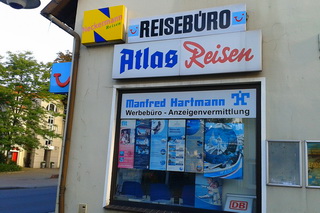 REISEBÜRO
Atlas Reisen
Manfred Hartmann
Werbebüro - Anzeigenvermittlung
DB